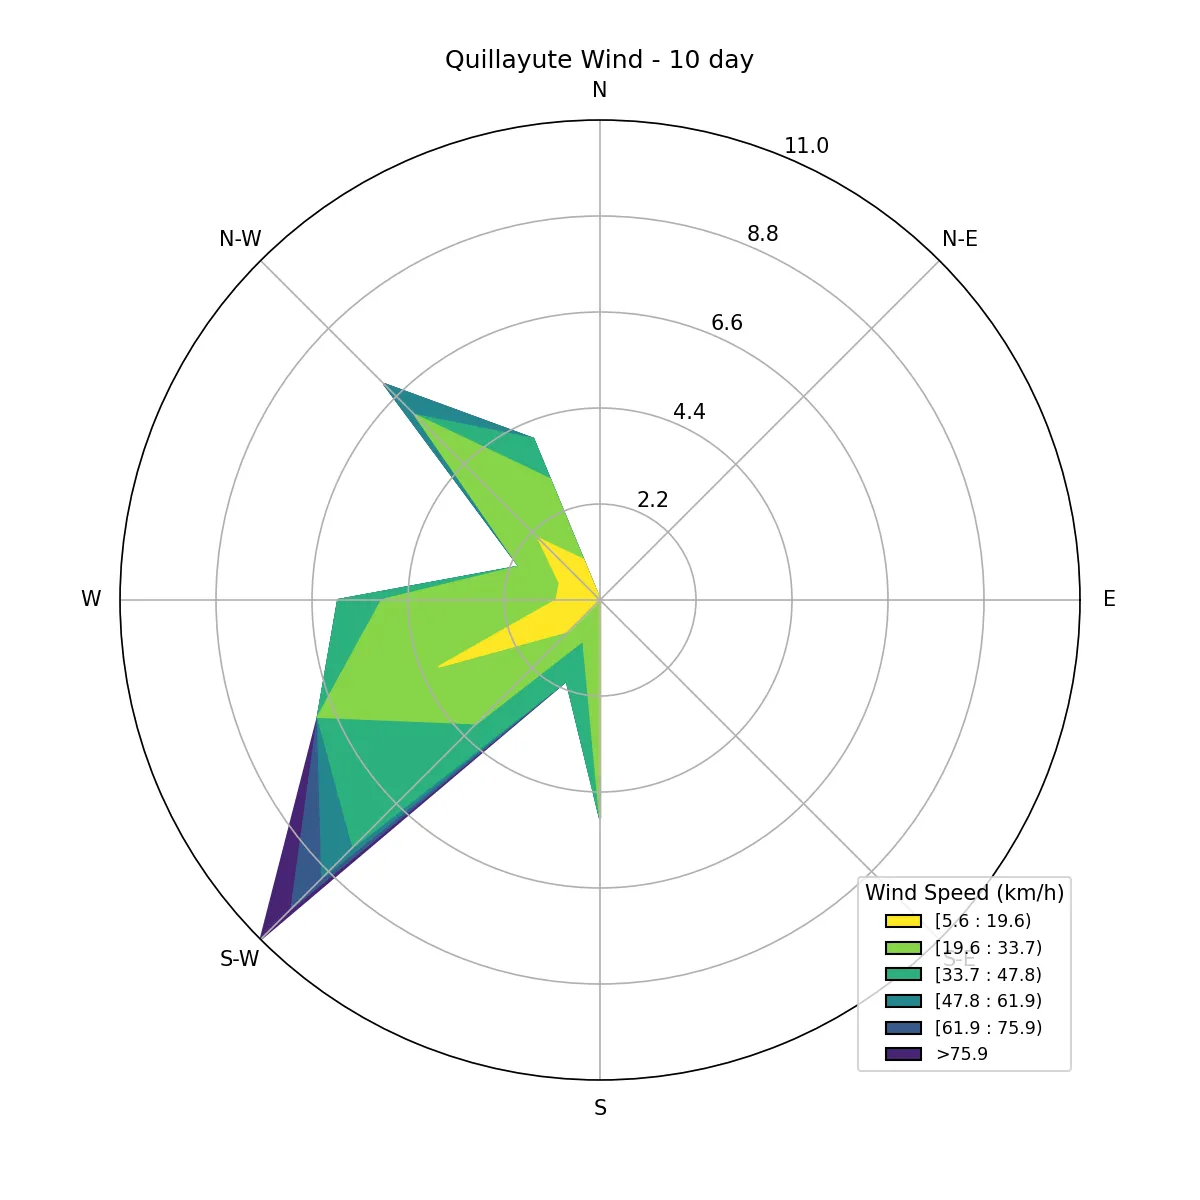 Quillayute Wind - 10 day
N
11.0
N-W
N-E
8.8
6.6
4.4
2.2
W
E
S-W
S-E
S
Wind Speed (km/h)
[5.6 : 19.6)
[19.6 : 33.7)
[33.7 : 47.8)
[47.8 : 61.9)
[61.9 : 75.9)
>75.9